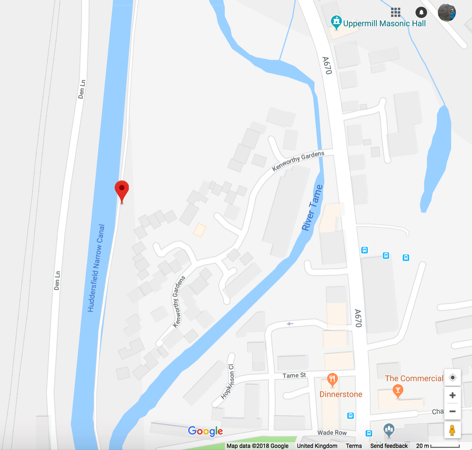 Uppermill Masonic Hall
A670
Den Ln
Kenworthy Gardens
River Tame
Huddersfield Narrow Canal
Den Ln
Kenworthy Gardens
A670
Hopkinson Cl
Tame St
The Commercial
Dinnerstone
Cha
Wade Row
Google
Map data ©2018 Google United Kingdom Terms Send feedback 20 m